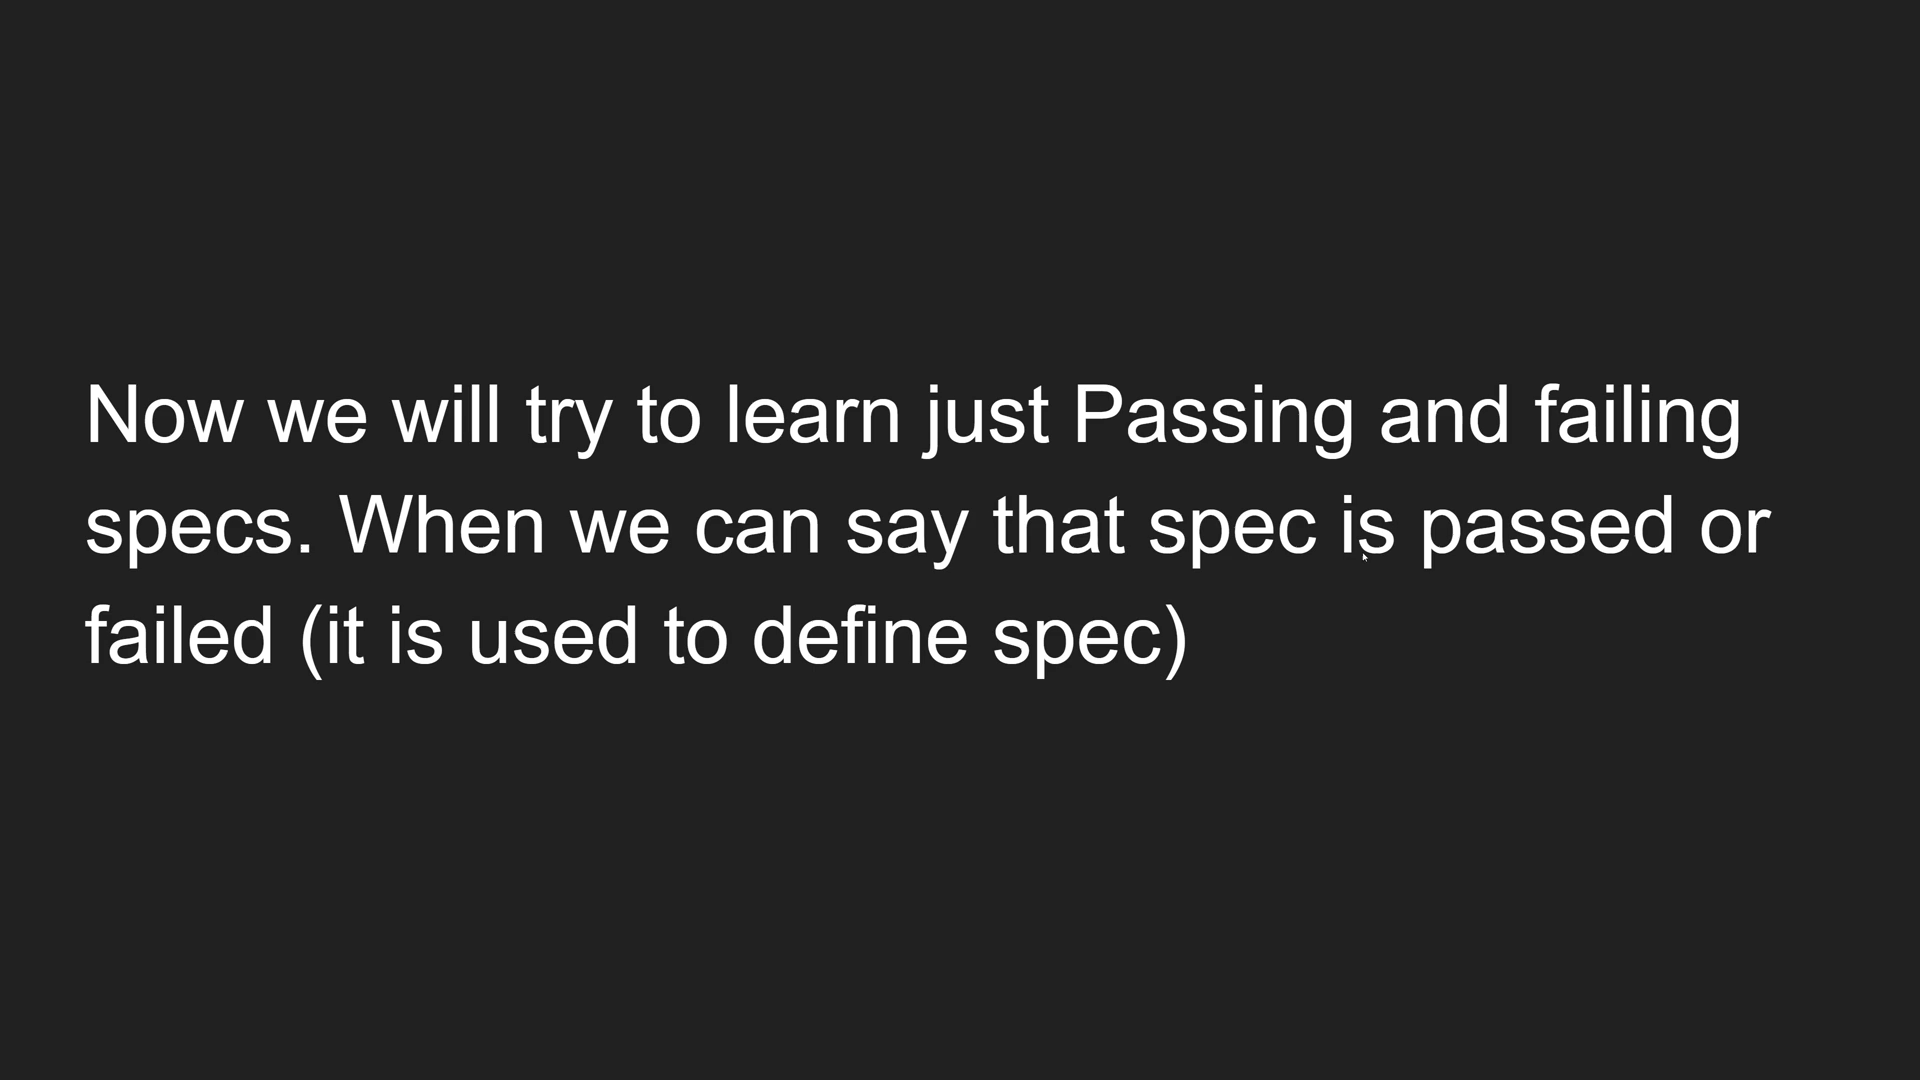 Now we will try to learn just Passing and failing
specs. When we can say that spec is passed or
failed (it is used to define spec)